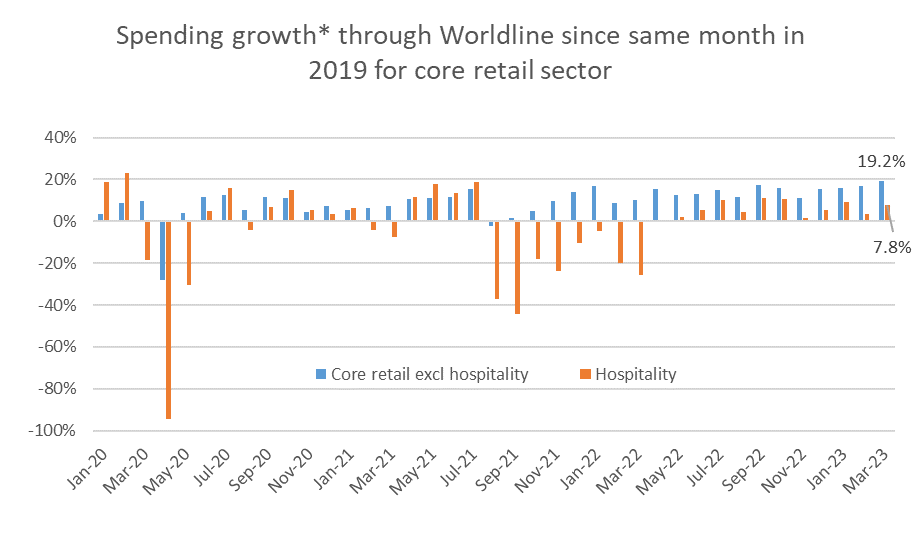 Spending growth* through Worldline since same month in
2019 for core retail sector
40%
20%
0%
-20%
-40%
-60%
-80%
-100%
19.2%
7.8%
Core retail excl hospitality
Hospitality
Jan-20
Mar-20
May-20
Jul-20
Sep-20
Nov-20
Jan-21
Mar-21
May-21
Jul-21
Sep-21
Nov-21
Jan-22
Mar-22
May-22
Jul-22
Sep-22
Nov-22
Jan-23
Mar-23